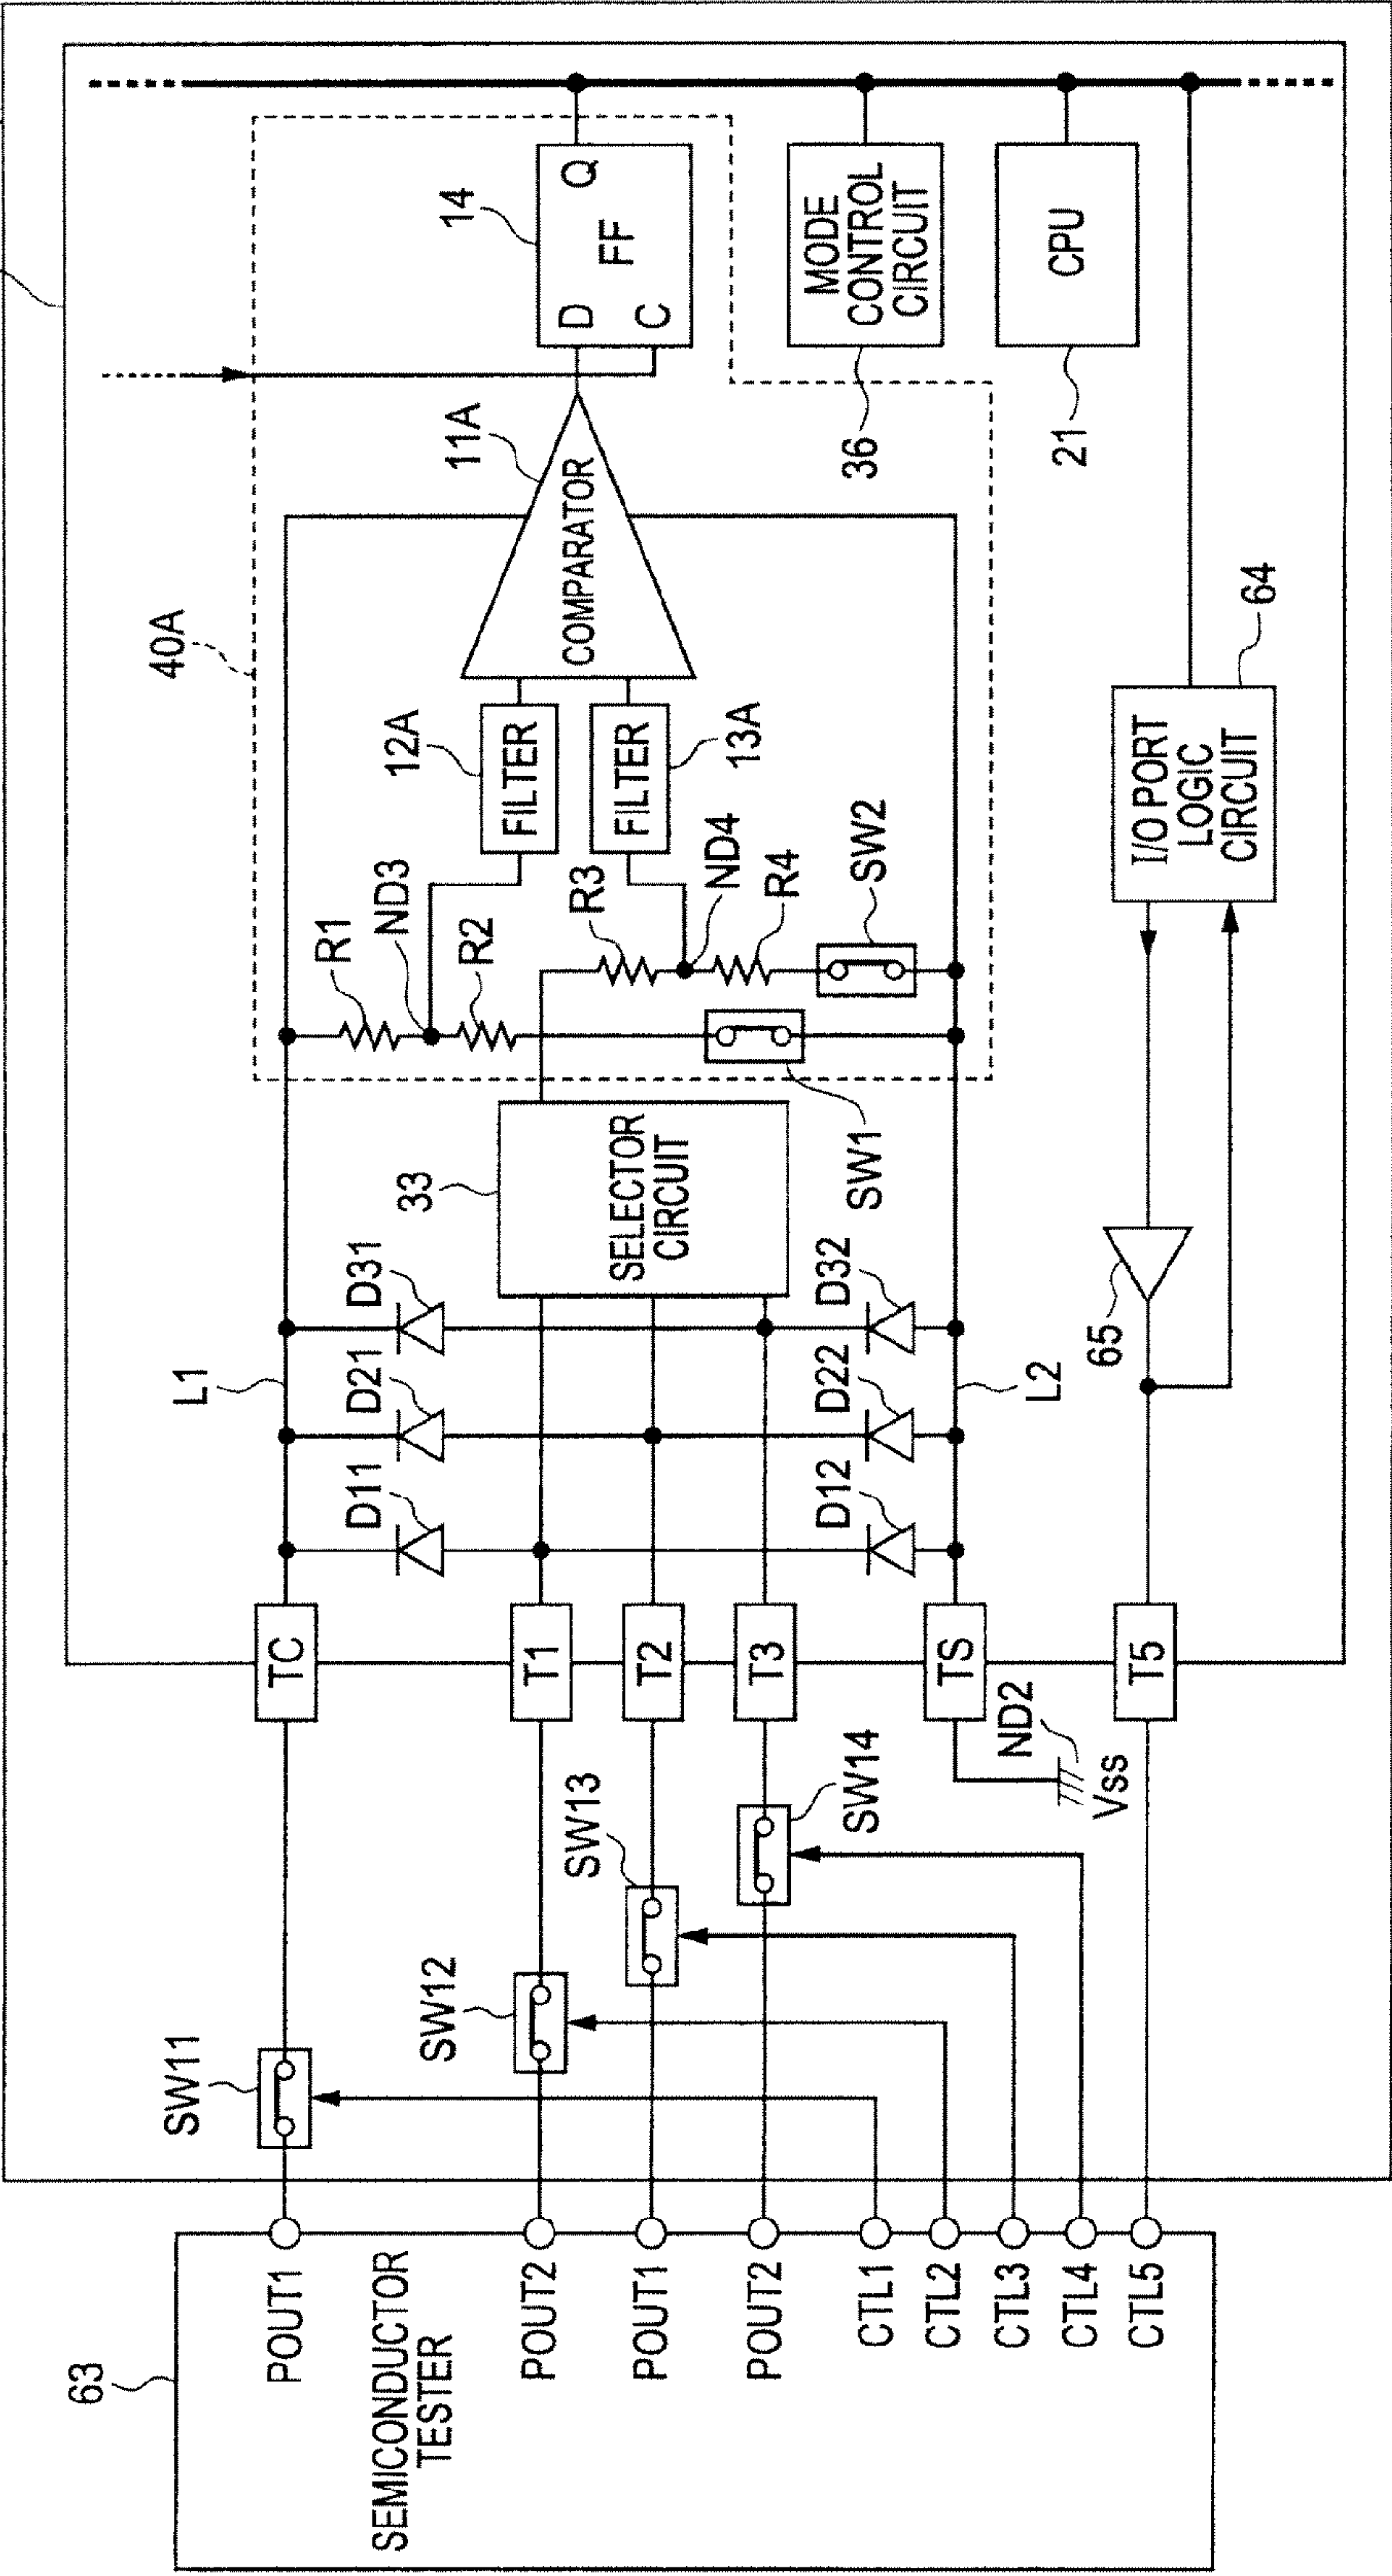 63
SEMICONDUCTOR
TESTER
POUT1
POUT2
POUT1
POUT2
CTL1
CTL2
CTL3
CTL4
CTL5
SW11
SW12
SW13
SW14
ND2
Vss
TC
T1
T2
T3
TS
T5
L1
D11
D21
D31
D12
D22
D32
L2
33
SELECTOR
CIRCUIT
65
SW1
R1
ND3
R2
R3
ND4
R4
SW2
40A
12A
FILTER
FILTER
13A
11A
COMPARATOR
14
D
Q
FF
C
36
MODE
CONTROL
CIRCUIT
21
CPU
64
I/O PORT
LOGIC
CIRCUIT